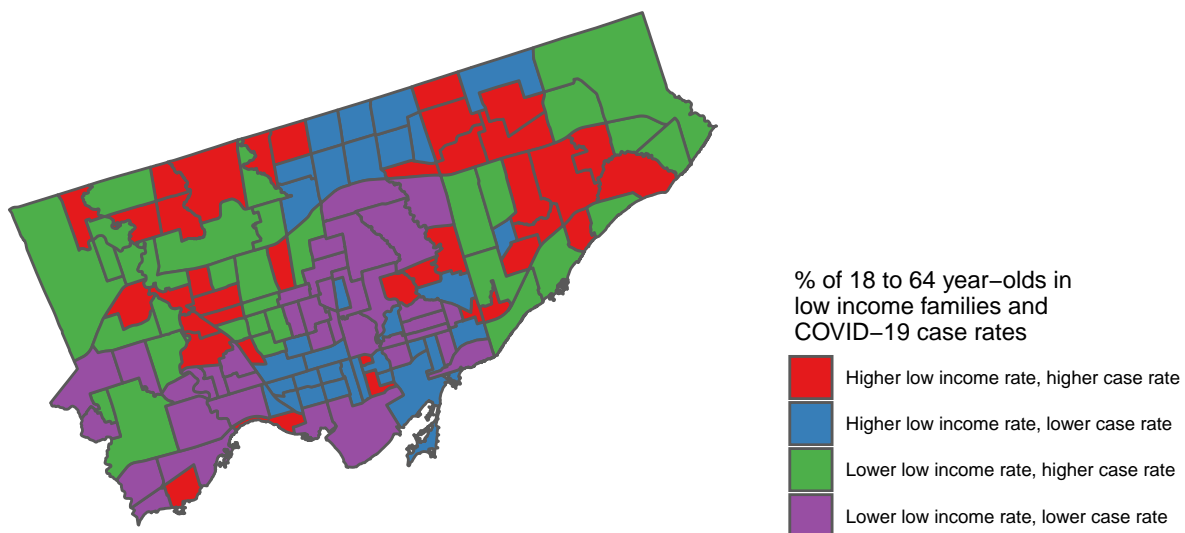 % of 18 to 64 year–olds in
low income families and
COVID–19 case rates
Higher low income rate, higher case rate
Higher low income rate, lower case rate
Lower low income rate, higher case rate
Lower low income rate, lower case rate